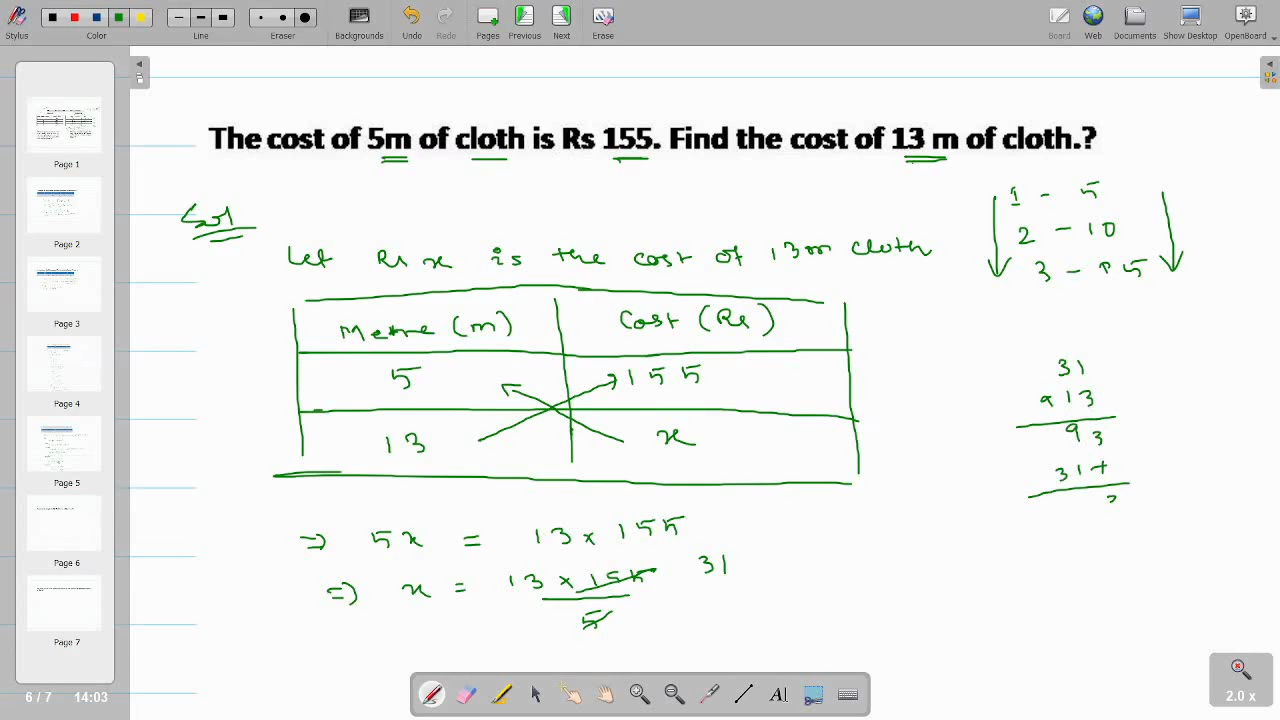 Stylus
Color
Line
Eraser
Backgrounds
Undo
Redo
Pages
Previous
Next
Erase
Board
Web
Documents
Show Desktop
OpenBoard
Page 1
Page 2
Page 3
Page 4
Page 5
Page 6
Page 7
6 / 7 14:03
The cost of 5m of cloth is Rs 155. Find the cost of 13 m of cloth.?
Sol
Let Rs x is the cost of 13m cloth
Metre (m) Cost (Rs)
5 155
13 x
⇒ 5x = 13 x 155
⇒ x = 13 x 155 31
5
1 - 5
2 - 10
3 - 15
31
x 13
93
31+
3
AI
2.0 x